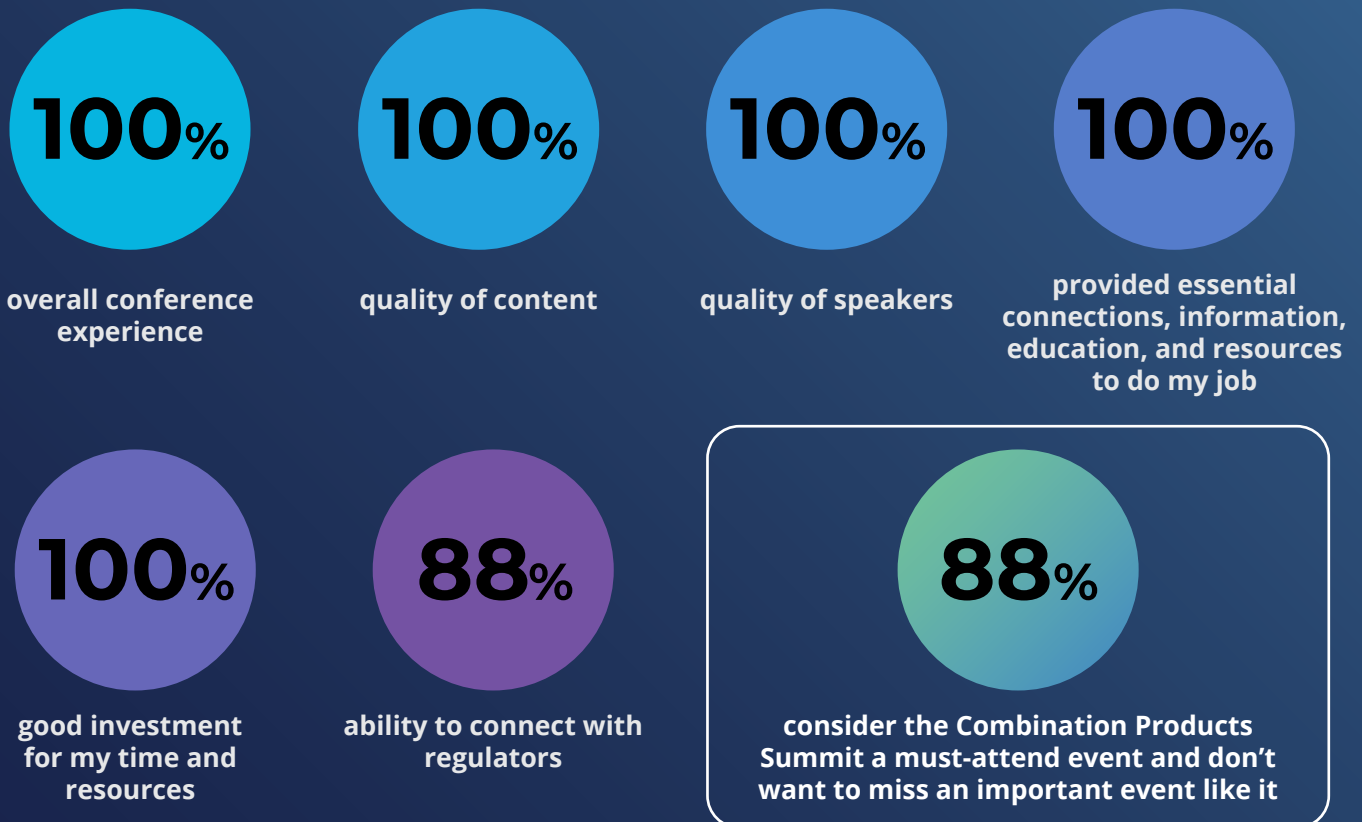 100%
overall conference
experience
100%
quality of content
100%
quality of speakers
100%
provided essential
connections, information,
education, and resources
to do my job
100%
good investment
for my time and
resources
88%
ability to connect with
regulators
88%
consider the Combination Products
Summit a must-attend event and don’t
want to miss an important event like it